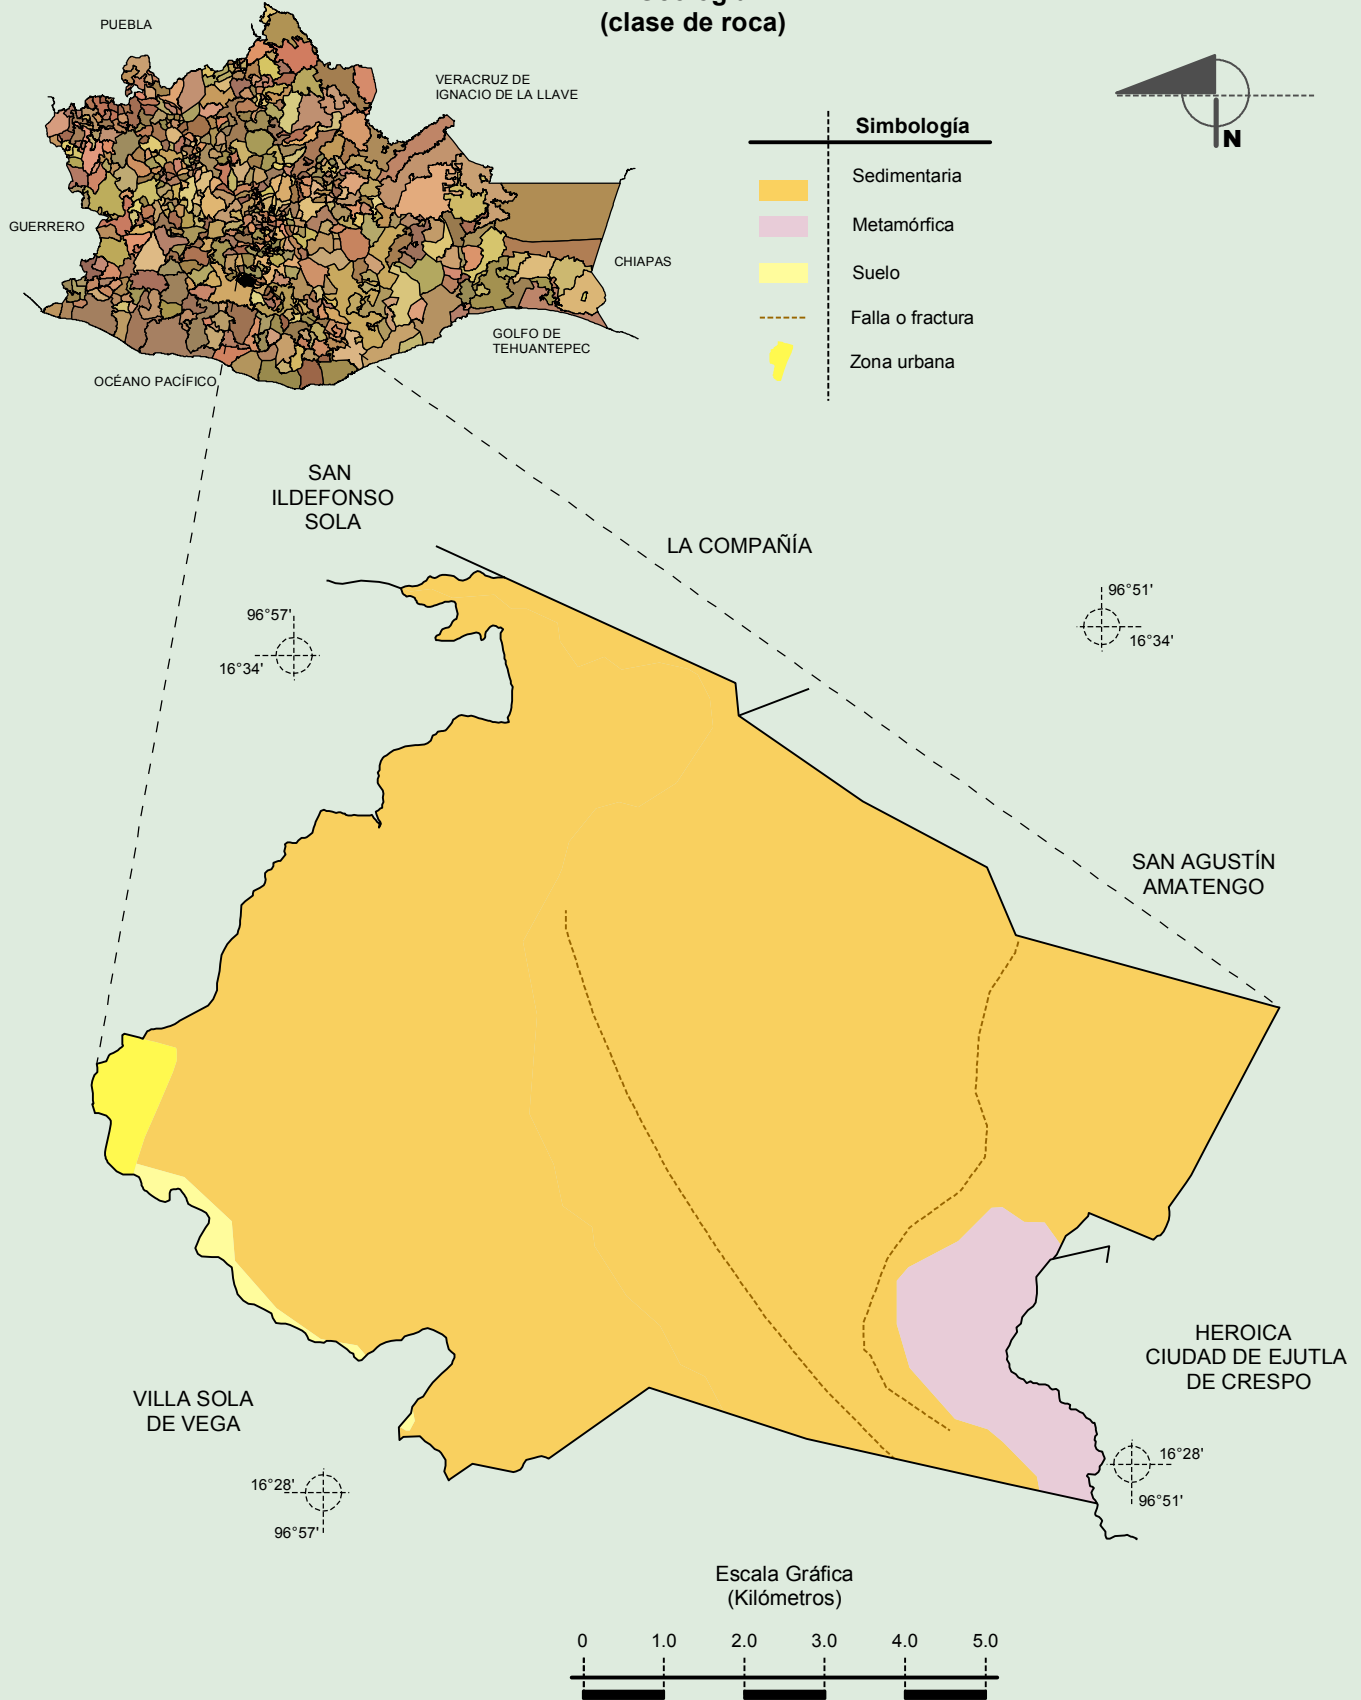 (clase de roca)
PUEBLA
VERACRUZ DE
IGNACIO DE LA LLAVE
GUERRERO
CHIAPAS
GOLFO DE
TEHUANTEPEC
OCÉANO PACÍFICO
N
Simbología
Sedimentaria
Metamórfica
Suelo
Falla o fractura
Zona urbana
SAN
ILDEFONSO
SOLA
LA COMPAÑÍA
96°57'
16°34'
96°51'
16°34'
SAN AGUSTÍN
AMATENGO
HEROICA
CIUDAD DE EJUTLA
DE CRESPO
VILLA SOLA
DE VEGA
16°28'
96°57'
16°28'
96°51'
Escala Gráfica
(Kilómetros)
0 1.0 2.0 3.0 4.0 5.0